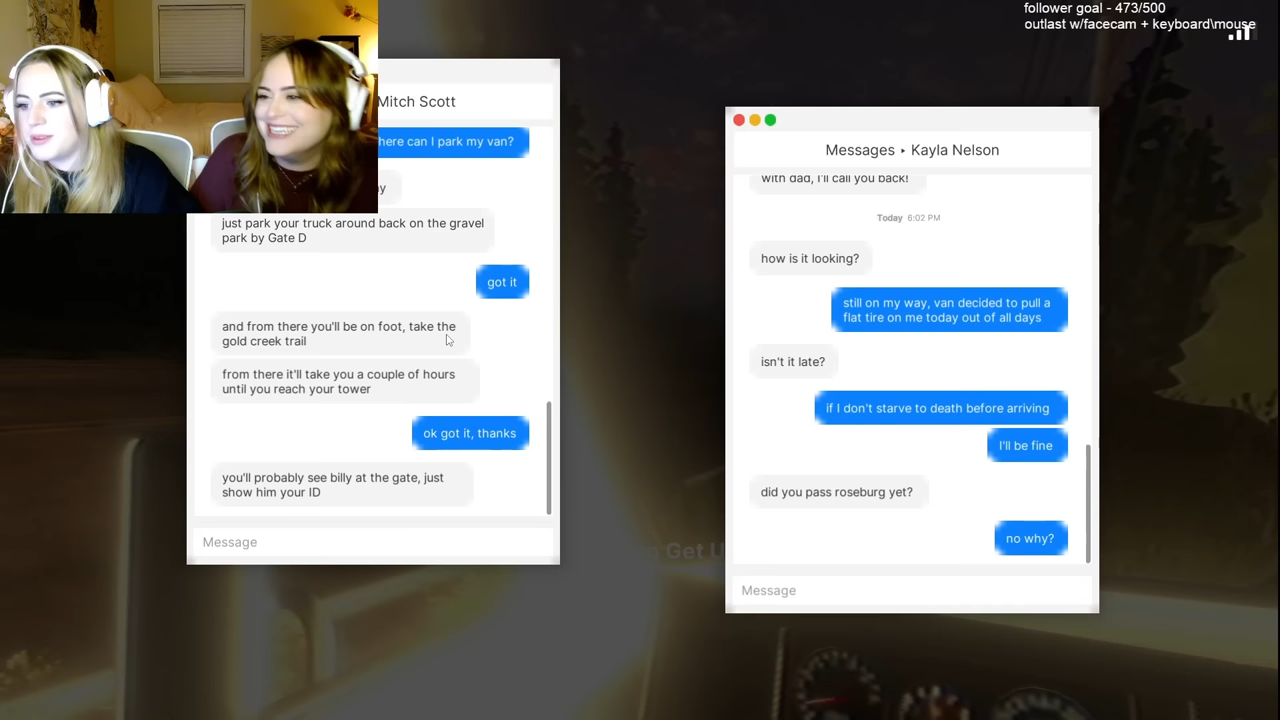 follower goal - 473/500
outlast w/facecam + keyboard\mouse
Mitch Scott
here can I park my van?
just park your truck around back on the gravel
park by Gate D
got it
and from there you'll be on foot, take the
gold creek trail
from there it'll take you a couple of hours
until you reach your tower
ok got it, thanks
you'll probably see billy at the gate, just
show him your ID
Message
Messages ▸ Kayla Nelson
with dad, I'll call you back!
Today 6:02 PM
how is it looking?
still on my way, van decided to pull a
flat tire on me today out of all days
isn't it late?
if I don't starve to death before arriving
I'll be fine
did you pass roseburg yet?
no why?
Message
Get